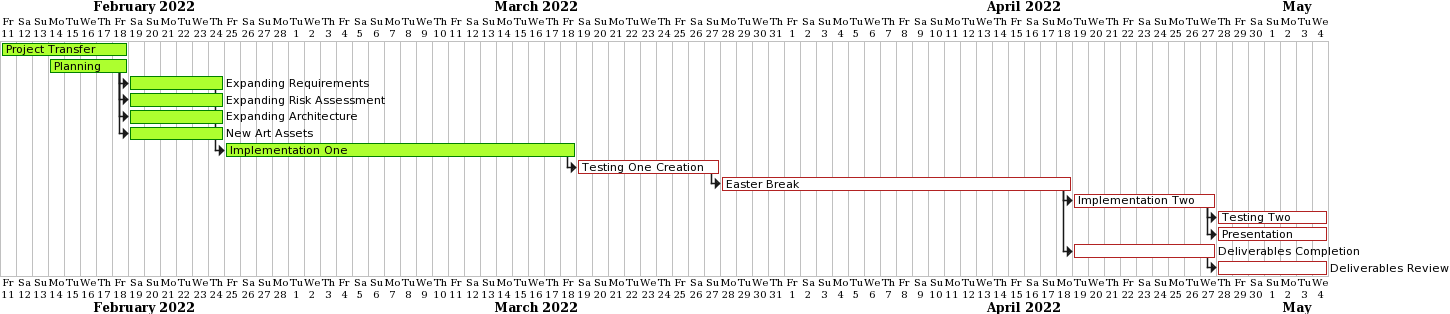 February 2022 March 2022 April 2022 May
Fr Sa Su Mo Tu We Th Fr Sa Su Mo Tu We Th Fr Sa Su Mo Tu We Th Fr Sa Su Mo Tu We Th Fr Sa Su Mo Tu We Th Fr Sa Su Mo Tu We Th Fr Sa Su Mo Tu We Th Fr Sa Su Mo Tu We Th Fr Sa Su Mo Tu We Th Fr Sa Su Mo Tu We Th Fr Sa Su Mo Tu We Th Fr Sa Su Mo Tu We
11 12 13 14 15 16 17 18 19 20 21 22 23 24 25 26 27 28 1 2 3 4 5 6 7 8 9 10 11 12 13 14 15 16 17 18 19 20 21 22 23 24 25 26 27 28 29 30 31 1 2 3 4 5 6 7 8 9 10 11 12 13 14 15 16 17 18 19 20 21 22 23 24 25 26 27 28 29 30 1 2 3 4
Project Transfer
Planning
Expanding Requirements
Expanding Risk Assessment
Expanding Architecture
New Art Assets
Implementation One
Testing One Creation
Easter Break
Implementation Two
Testing Two
Presentation
Deliverables Completion
Deliverables Review
Fr Sa Su Mo Tu We Th Fr Sa Su Mo Tu We Th Fr Sa Su Mo Tu We Th Fr Sa Su Mo Tu We Th Fr Sa Su Mo Tu We Th Fr Sa Su Mo Tu We Th Fr Sa Su Mo Tu We Th Fr Sa Su Mo Tu We Th Fr Sa Su Mo Tu We Th Fr Sa Su Mo Tu We Th Fr Sa Su Mo Tu We Th Fr Sa Su Mo Tu We
11 12 13 14 15 16 17 18 19 20 21 22 23 24 25 26 27 28 1 2 3 4 5 6 7 8 9 10 11 12 13 14 15 16 17 18 19 20 21 22 23 24 25 26 27 28 29 30 31 1 2 3 4 5 6 7 8 9 10 11 12 13 14 15 16 17 18 19 20 21 22 23 24 25 26 27 28 29 30 1 2 3 4
February 2022 March 2022 April 2022 May